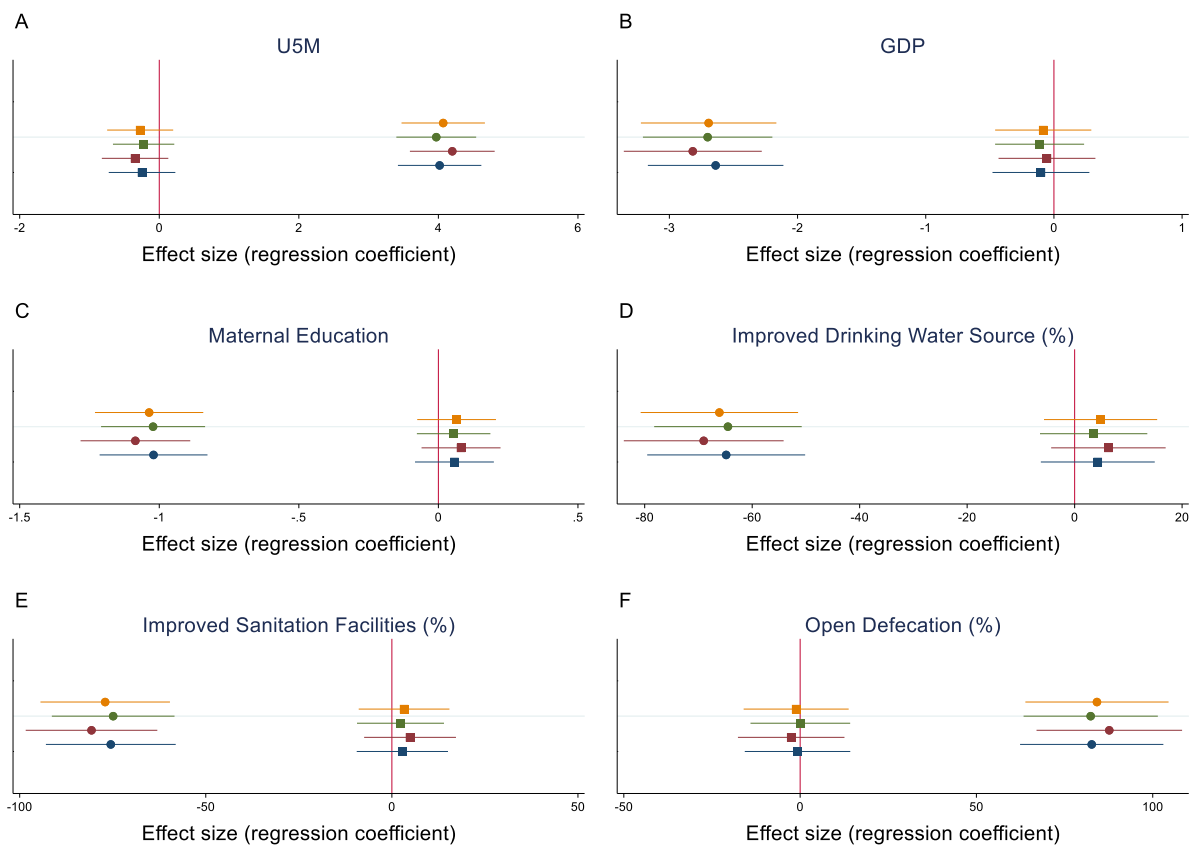 A
U5M
-2 0 2 4 6
Effect size (regression coefficient)
B
GDP
-3 -2 -1 0 1
Effect size (regression coefficient)
C
Maternal Education
-1.5 -1 -.5 0 .5
Effect size (regression coefficient)
D
Improved Drinking Water Source (%)
-80 -60 -40 -20 0 20
Effect size (regression coefficient)
E
Improved Sanitation Facilities (%)
-100 -50 0 50
Effect size (regression coefficient)
F
Open Defecation (%)
-50 0 50 100
Effect size (regression coefficient)